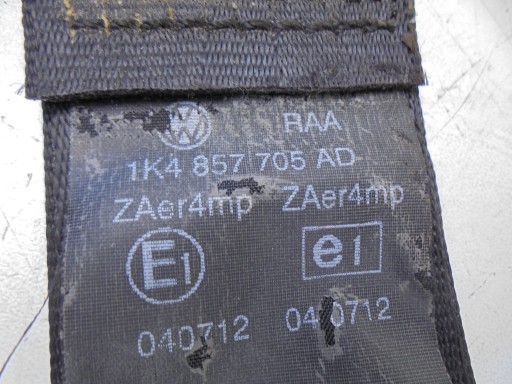 RAA
1K4 857 705 AD
ZAer4mp ZAer4mp
E1 e1
040712 040712